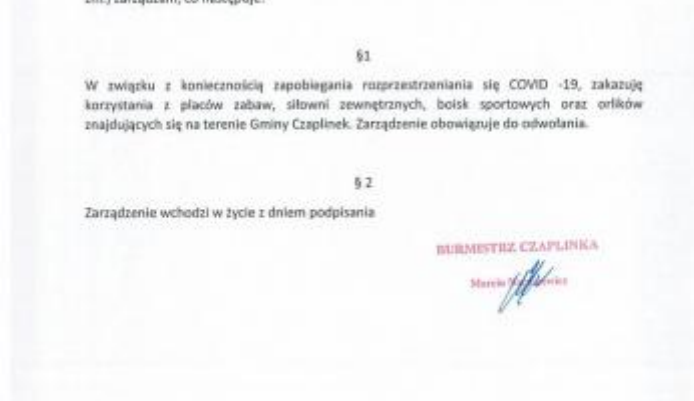 zarządzam, co następuje:
§1
W związku z koniecznością zapobiegania rozprzestrzeniania się COVID -19, zakazuję
korzystania z placów zabaw, siłowni zewnętrznych, boisk sportowych oraz orlików
znajdujących się na terenie Gminy Czaplinek. Zarządzenie obowiązuje do odwołania.
§ 2
Zarządzenie wchodzi w życie z dniem podpisania
BURMISTRZ CZAPLINKA
Marcin